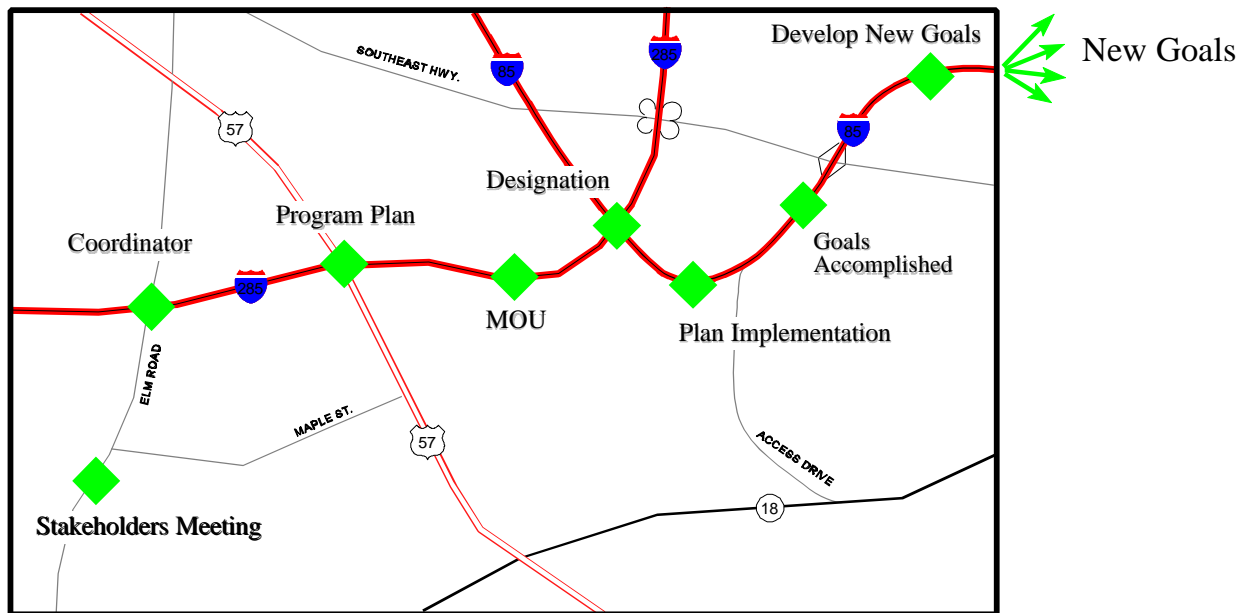 Develop New Goals
New Goals
SOUTHEAST HWY.
285
85
57
85
Designation
Program Plan
Coordinator
Goals
Accomplished
285
MOU
Plan Implementation
ELM ROAD
MAPLE ST.
57
ACCESS DRIVE
18
Stakeholders Meeting